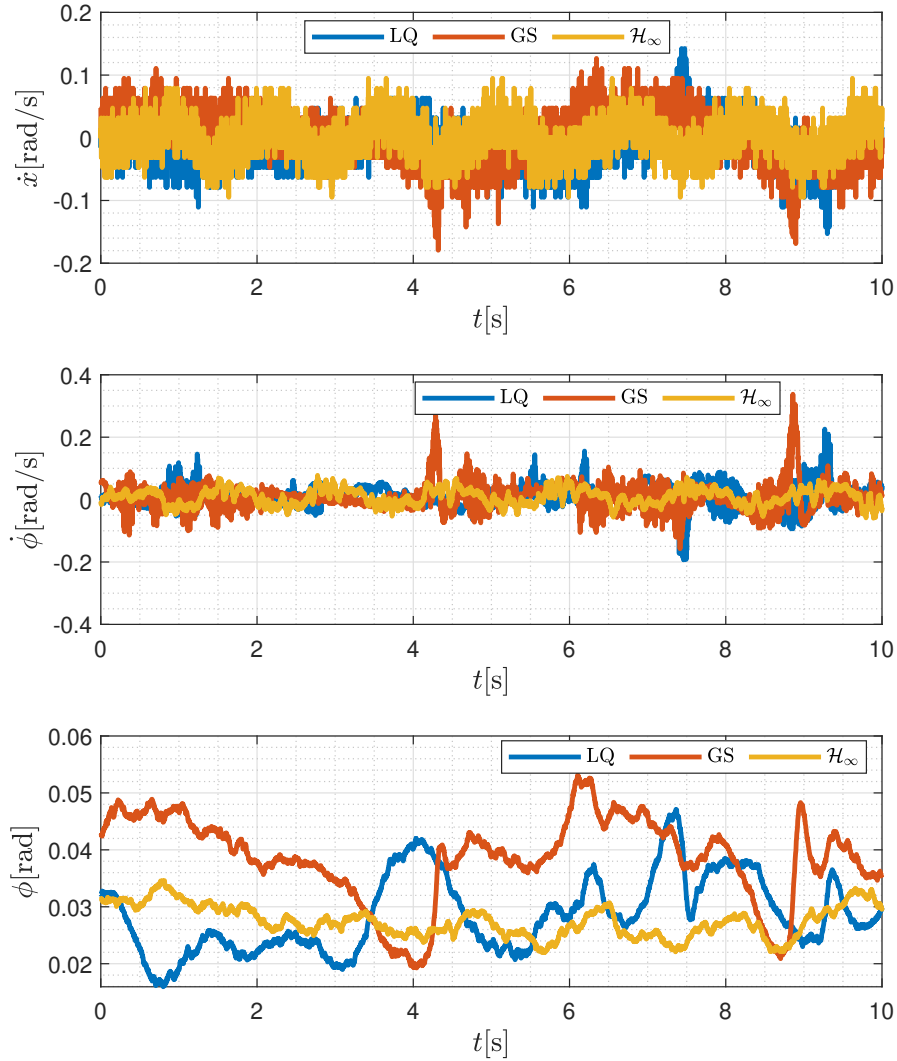 0.2
LQ GS ℋ∞
0.1
0
-0.1
-0.2
ẋ[rad/s]
0 2 4 6 8 10
t[s]
0.4
LQ GS ℋ∞
0.2
0
-0.2
-0.4
ϕ̇[rad/s]
0 2 4 6 8 10
t[s]
0.06
LQ GS ℋ∞
0.05
0.04
0.03
0.02
ϕ[rad]
0 2 4 6 8 10
t[s]